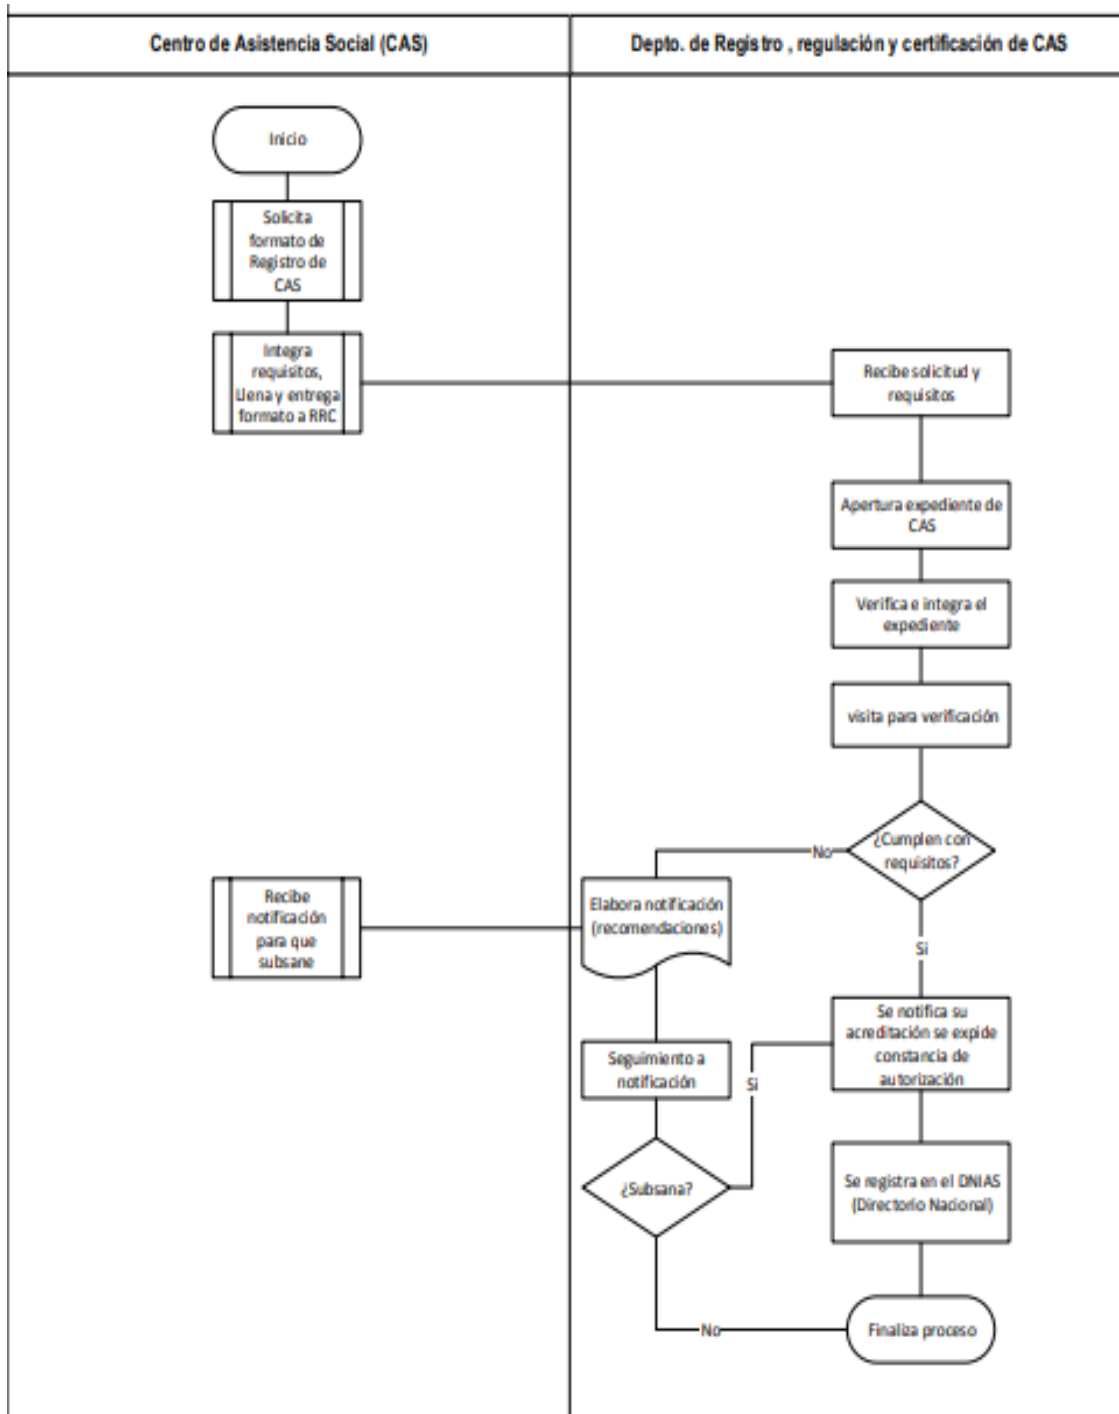 Centro de Asistencia Social (CAS)
Depto. de Registro , regulación y certificación de CAS
Inicio
Solicita
formato de
Registro de
CAS
Integra
requisitos,
Llena y entrega
formato a RRC
Recibe solicitud y
requisitos
Apertura expediente de
CAS
Verifica e integra el
expediente
visita para verificación
¿Cumplen con
requisitos?
No
Elabora notificación
(recomendaciones)
Recibe
notificación
para que
subsane
Si
Se notifica su
acreditación se expide
constancia de
autorización
Seguimiento a
notificación
Si
¿Subsana?
Se registra en el DNIAS
(Directorio Nacional)
No
Finaliza proceso